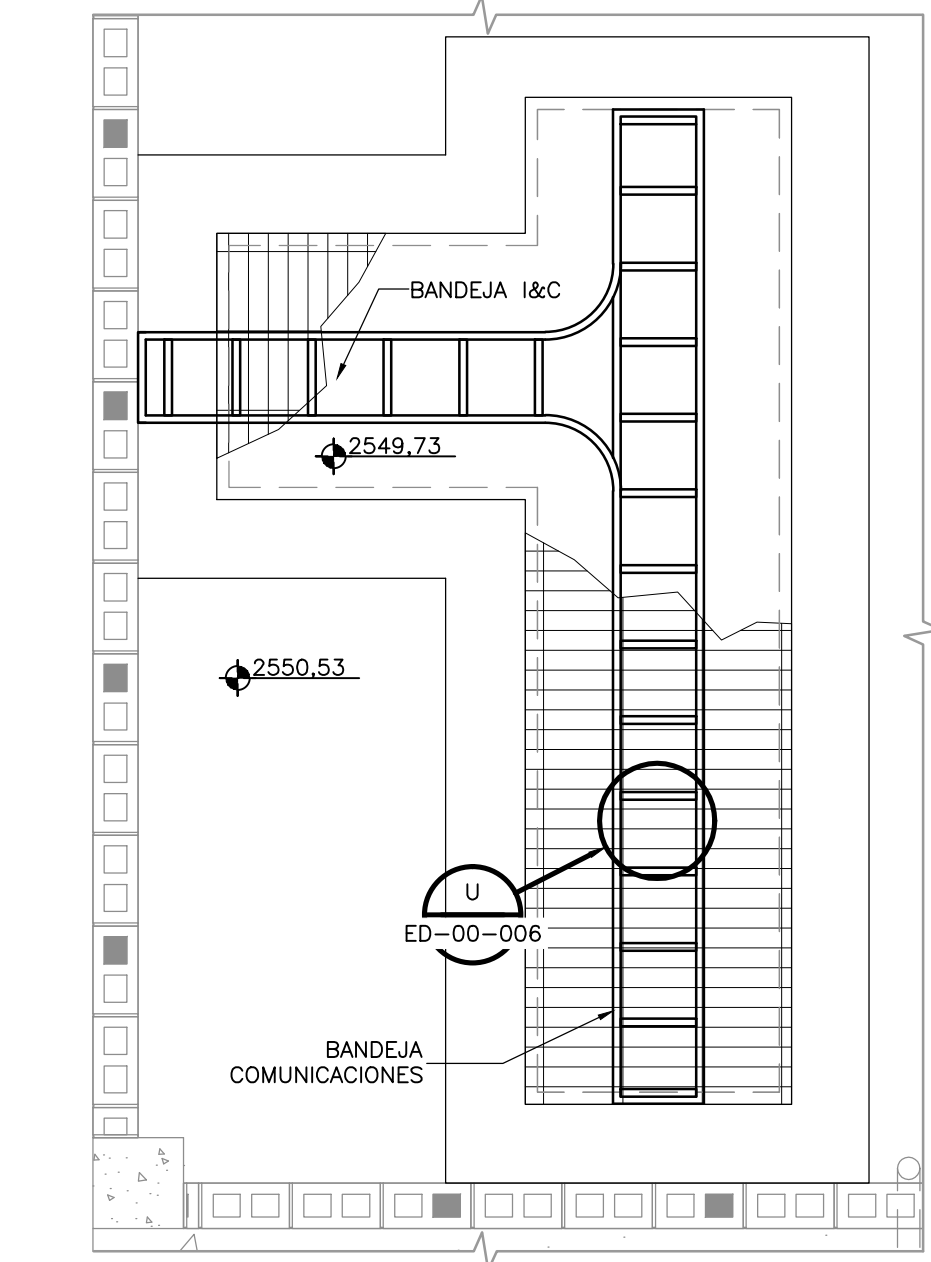 BANDEJA I&C
2549,73
2550,53
U
ED-00-006
BANDEJA
COMUNICACIONES